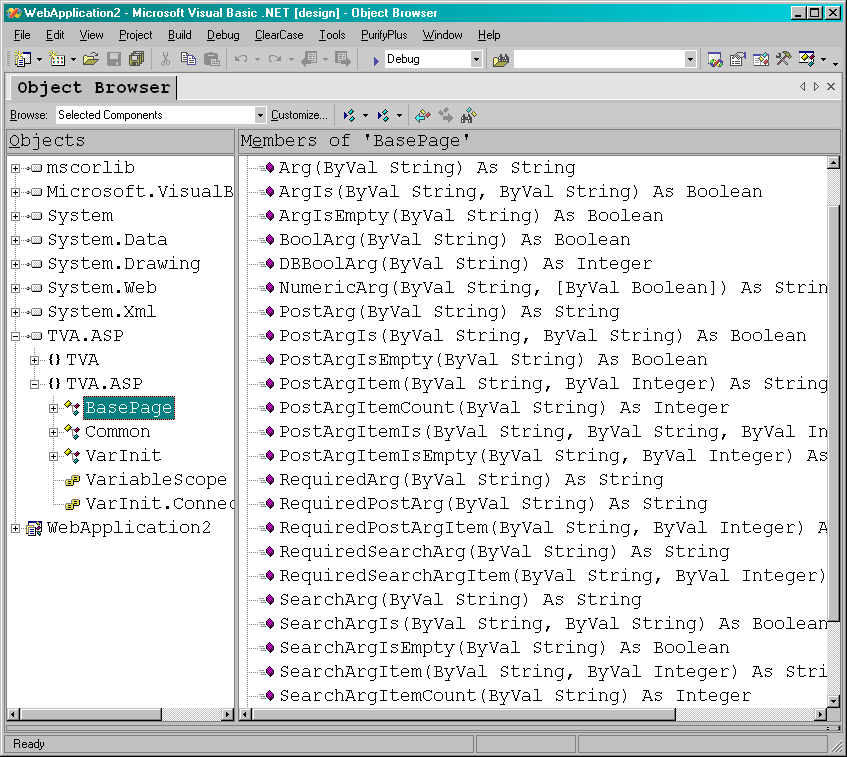 WebApplication2 - Microsoft Visual Basic .NET [design] - Object Browser
File Edit View Project Build Debug ClearCase Tools PurifyPlus Window Help
Debug
Object Browser
Browse: Selected Components Customize...
Objects
mscorlib
Microsoft.VisualB
System
System.Data
System.Drawing
System.Web
System.Xml
TVA.ASP
{} TVA
{} TVA.ASP
BasePage
Common
VarInit
VariableScope
VarInit.Connec
WebApplication2
Members of 'BasePage'
Arg(ByVal String) As String
ArgIs(ByVal String, ByVal String) As Boolean
ArgIsEmpty(ByVal String) As Boolean
BoolArg(ByVal String) As Boolean
DBBoolArg(ByVal String) As Integer
NumericArg(ByVal String, [ByVal Boolean]) As Strin
PostArg(ByVal String) As String
PostArgIs(ByVal String, ByVal String) As Boolean
PostArgIsEmpty(ByVal String) As Boolean
PostArgItem(ByVal String, ByVal Integer) As String
PostArgItemCount(ByVal String) As Integer
PostArgItemIs(ByVal String, ByVal String, ByVal In
PostArgItemIsEmpty(ByVal String, ByVal Integer) As
RequiredArg(ByVal String) As String
RequiredPostArg(ByVal String) As String
RequiredPostArgItem(ByVal String, ByVal Integer) A
RequiredSearchArg(ByVal String) As String
RequiredSearchArgItem(ByVal String, ByVal Integer)
SearchArg(ByVal String) As String
SearchArgIs(ByVal String, ByVal String) As Boolean
SearchArgIsEmpty(ByVal String) As Boolean
SearchArgItem(ByVal String, ByVal Integer) As Stri
SearchArgItemCount(ByVal String) As Integer
Ready